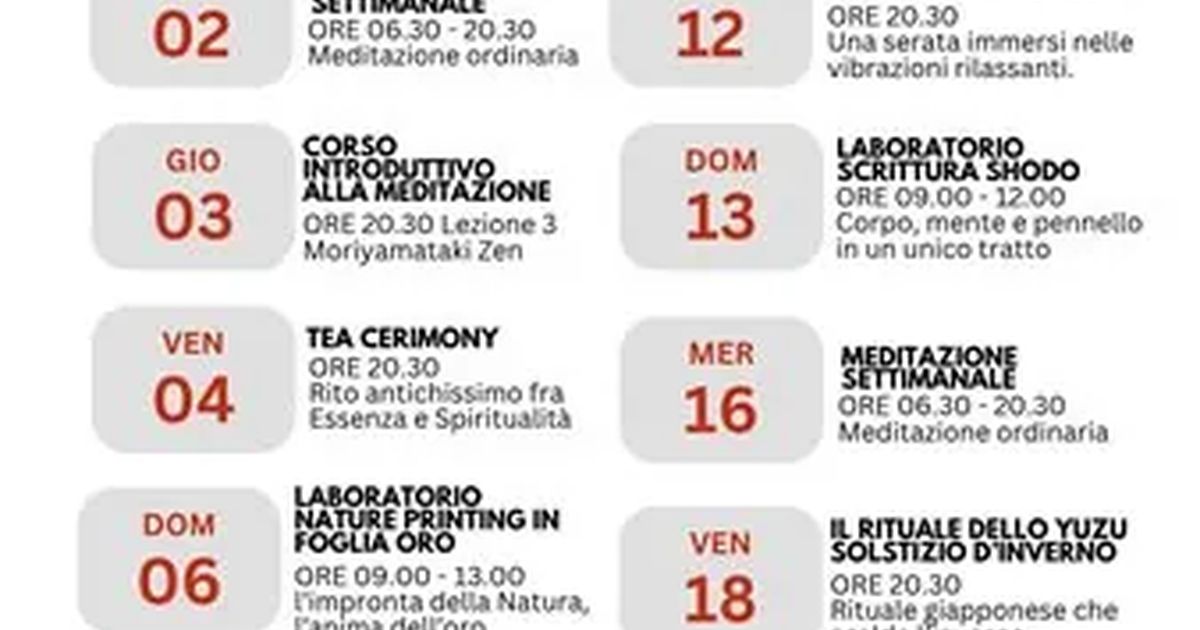 SETTIMANALE
02
ORE 06.30 - 20.30
Meditazione ordinaria
GIO
03
CORSO
INTRODUTTIVO
ALLA MEDITAZIONE
ORE 20.30 Lezione 3
Moriyamataki Zen
VEN
04
TEA CERIMONY
ORE 20.30
Rito antichissimo fra
Essenza e Spiritualità
DOM
06
LABORATORIO
NATURE PRINTING IN
FOGLIA ORO
ORE 09.00 - 13.00
l'impronta della Natura,
l'anima dell'oro
12
ORE 20.30
Una serata immersi nelle
vibrazioni rilassanti.
DOM
13
LABORATORIO
SCRITTURA SHODO
ORE 09.00 - 12.00
Corpo, mente e pennello
in un unico tratto
MER
16
MEDITAZIONE
SETTIMANALE
ORE 06.30 - 20.30
Meditazione ordinaria
VEN
18
IL RITUALE DELLO YUZU
SOLSTIZIO D'INVERNO
ORE 20.30
Rituale giapponese che